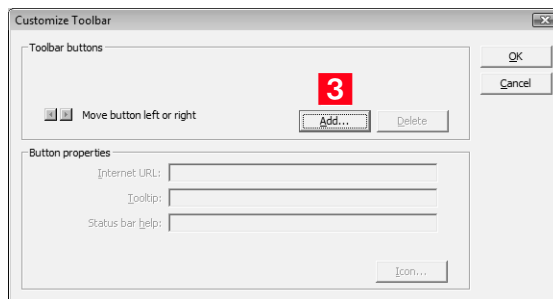 Customize Toolbar
Toolbar buttons
OK
Cancel
3
Move button left or right
Add...
Delete
Button properties
Internet URL:
Tooltip:
Status bar help:
Icon...